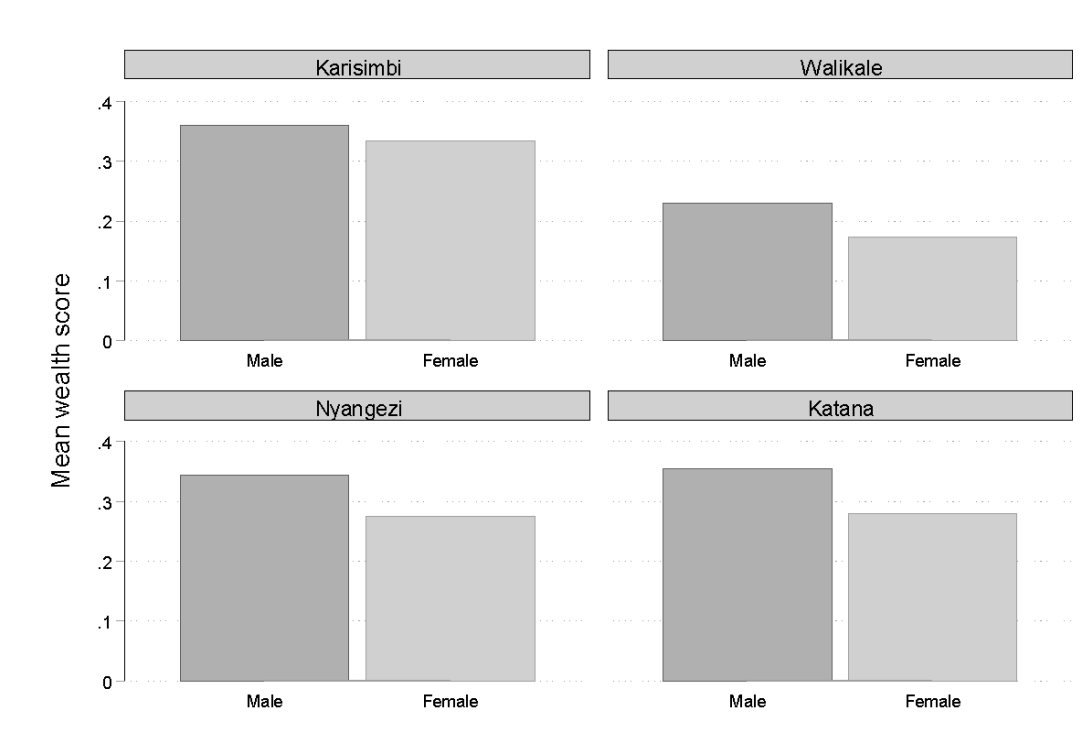 Karisimbi
Walikale
.4
.3
.2
.1
0
Male
Female
Male
Female
Mean wealth score
Nyangezi
Katana
.4
.3
.2
.1
0
Male
Female
Male
Female